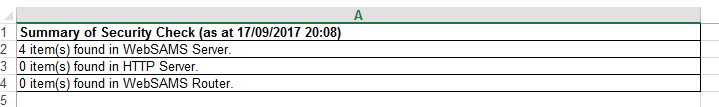 A
1 Summary of Security Check (as at 17/09/2017 20:08)
2 4 item(s) found in WebSAMS Server.
3 0 item(s) found in HTTP Server.
4 0 item(s) found in WebSAMS Router.
5